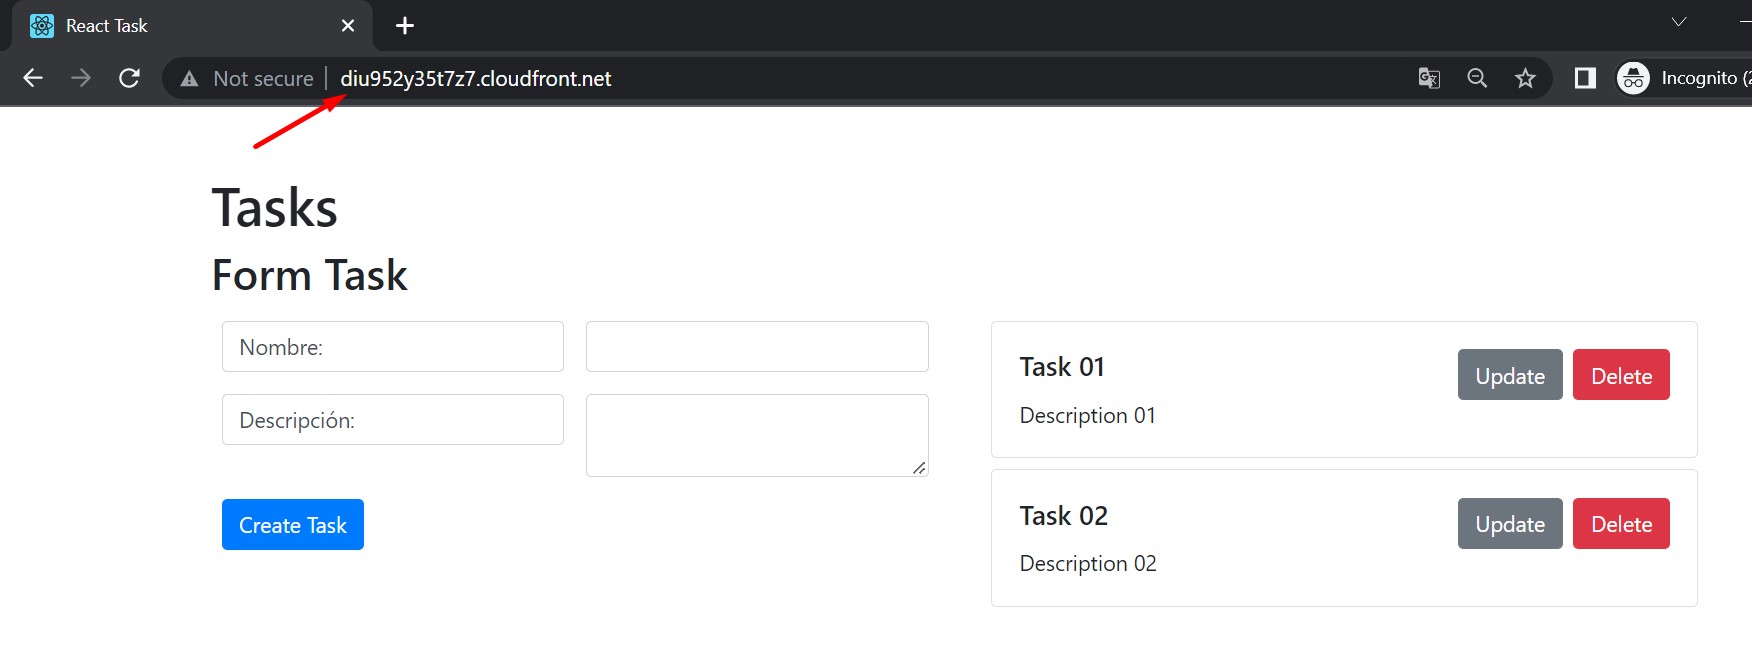 React Task
Not secure diu952y35t7z7.cloudfront.net
Incognito (2
Tasks
Form Task
Nombre:
Descripción:
Create Task
Task 01
Update
Delete
Description 01
Task 02
Update
Delete
Description 02